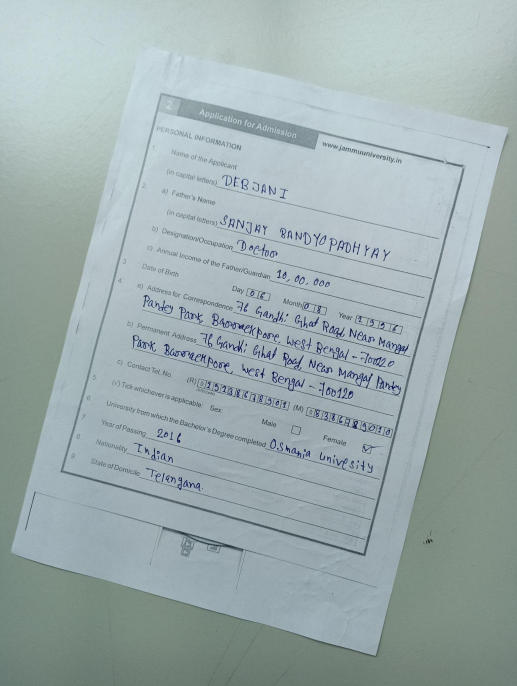 2 Application for Admission www.jammuuniversity.in
PERSONAL INFORMATION
1. Name of the Applicant
(in capital letters) DEBJANI
2. a) Father's Name
(in capital letters) SANJAY BANDYOPADHYAY
b) Designation/Occupation Doctor
c) Annual Income of the Father/Guardian 10,00,000
3 Date of Birth Day 06 Month 08 Year 1996
4. a) Address for Correspondence 76 Gandhi Ghat Road, Near Mangal
Pandey Park, Barrackpore, West Bengal - 700120
b) Permanent Address 76 Gandhi Ghat Road, Near Mangal Pandey
Park, Barrackpore, West Bengal - 700120
c) Contact Tel. No. (R) (M)
5 (✓) Tick whichever is applicable: Sex: Male Female ✓
6 University from which the Bachelor's Degree completed Osmania Univesity
7 Year of Passing 2016
8 Nationality Indian
9 State of Domicile Telangana.